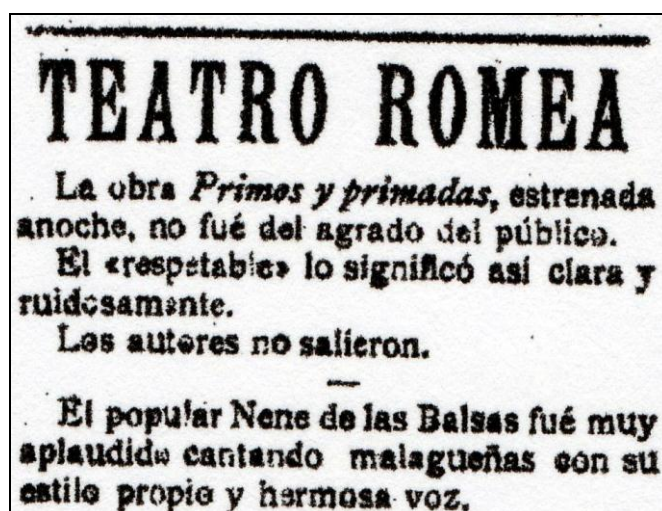 TEATRO ROMEA
La obra Primos y primadas, estrenada
anoche, no fué del agrado del público.
El «respetable» lo significó así clara y
ruidosamente.
Los autores no salieron.
El popular Nene de las Balsas fué muy
aplaudido cantando malagueñas con su
estilo propio y hermosa voz.